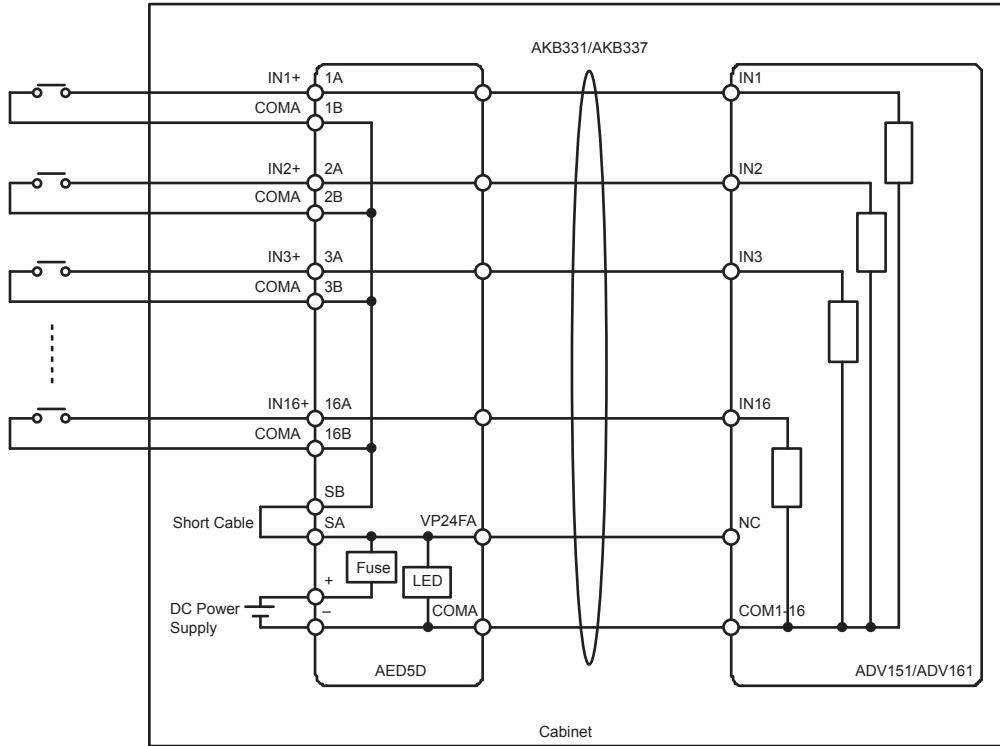 AKB331/AKB337
IN1+ 1A IN1
COMA 1B
IN2+ 2A IN2
COMA 2B
IN3+ 3A IN3
COMA 3B
IN16+ 16A IN16
COMA 16B
SB
Short Cable SA VP24FA NC
Fuse
LED
+
DC Power
Supply
– COMA COM1-16
AED5D ADV151/ADV161
Cabinet